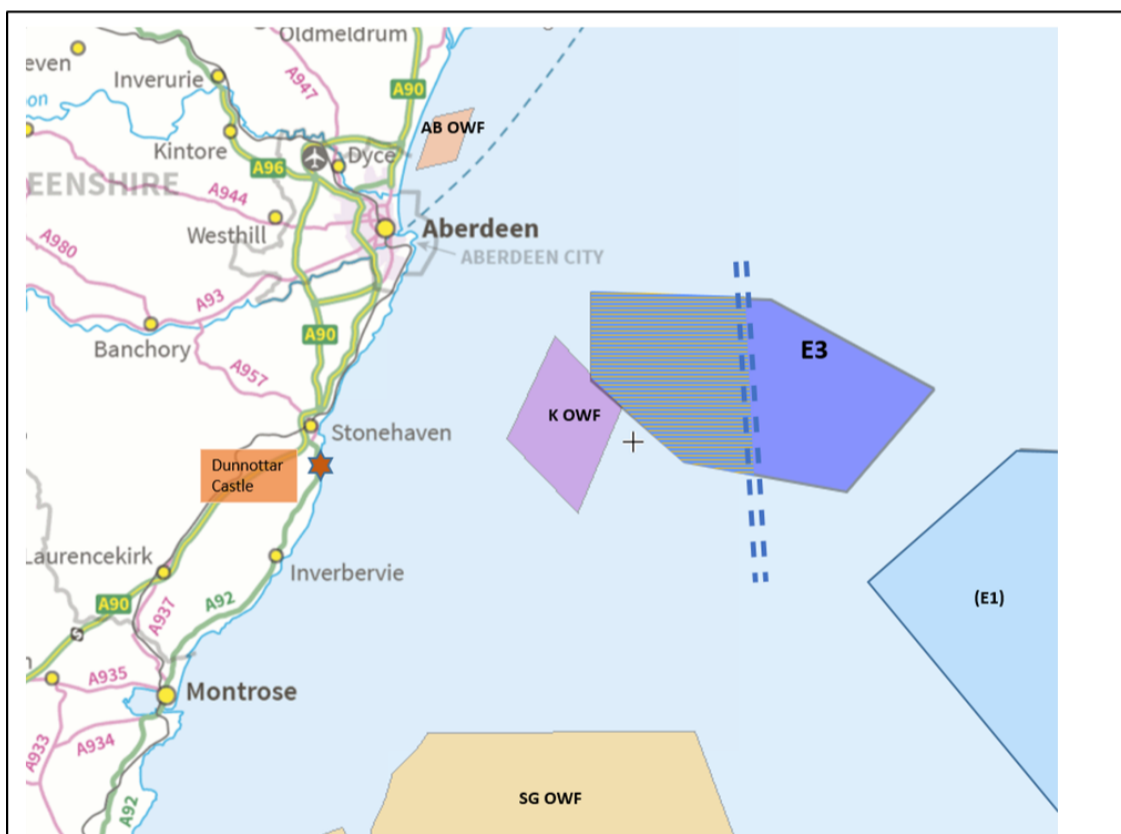 Oldmeldrum
even
Inverurie
A947
A90
on
AB OWF
Kintore
Dyce
A96
EENSHIRE
A944
Westhill
Aberdeen
A980
ABERDEEN CITY
A93
A90
Banchory
E3
A957
K OWF
Stonehaven
Dunnottar
Castle
Laurencekirk
Inverbervie
A90
A937
A92
(E1)
S
A935
Montrose
A933
A934
A92
SG OWF